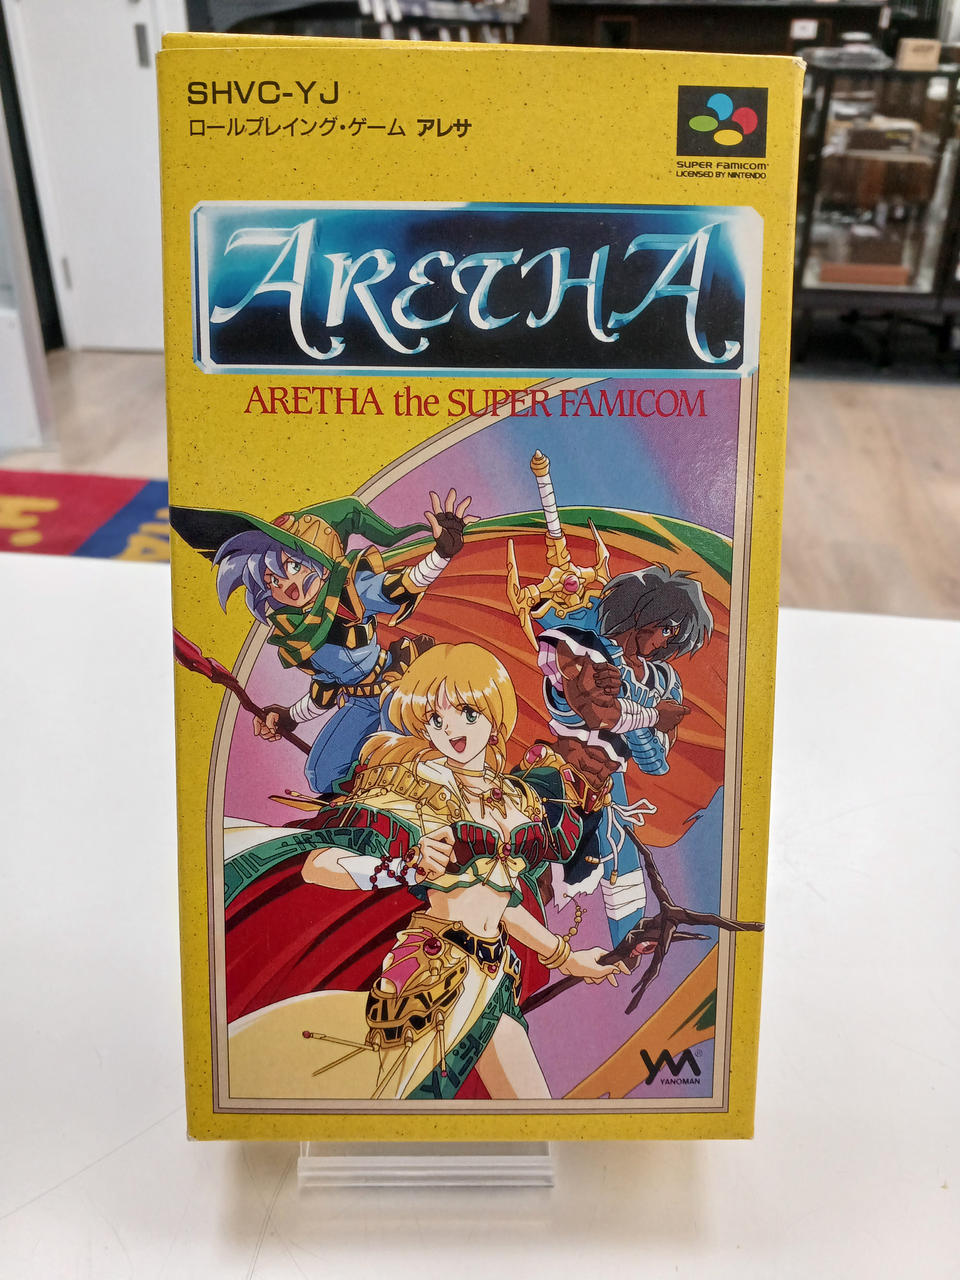 SHVC-YJ
ロールプレイング・ゲーム アレサ
SUPER FAMICOM
LICENSED BY NINTENDO
ARETHA
ARETHA the SUPER FAMICOM
YM®
YANOMAN